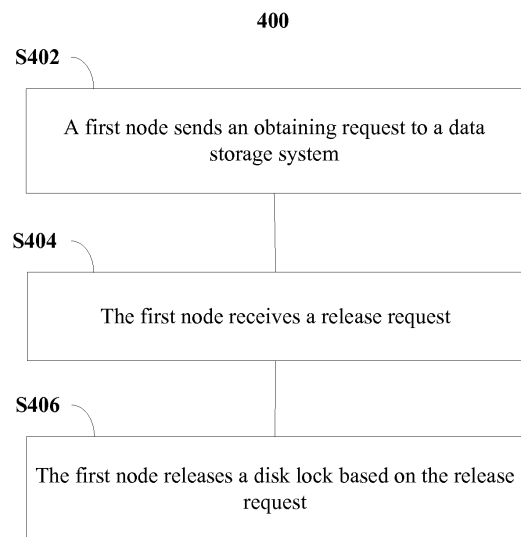 400
S402
A first node sends an obtaining request to a data
storage system
S404
The first node receives a release request
S406
The first node releases a disk lock based on the release
request